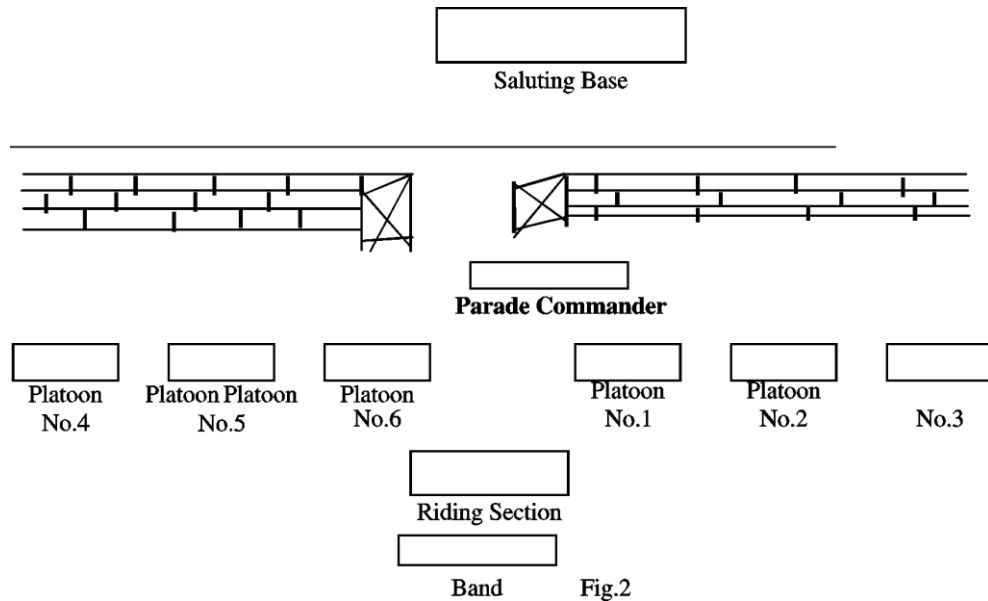 Saluting Base
Parade Commander
Platoon Platoon Platoon Platoon Platoon Platoon
No.4 No.5 No.6 No.1 No.2 No.3
Riding Section
Band Fig.2